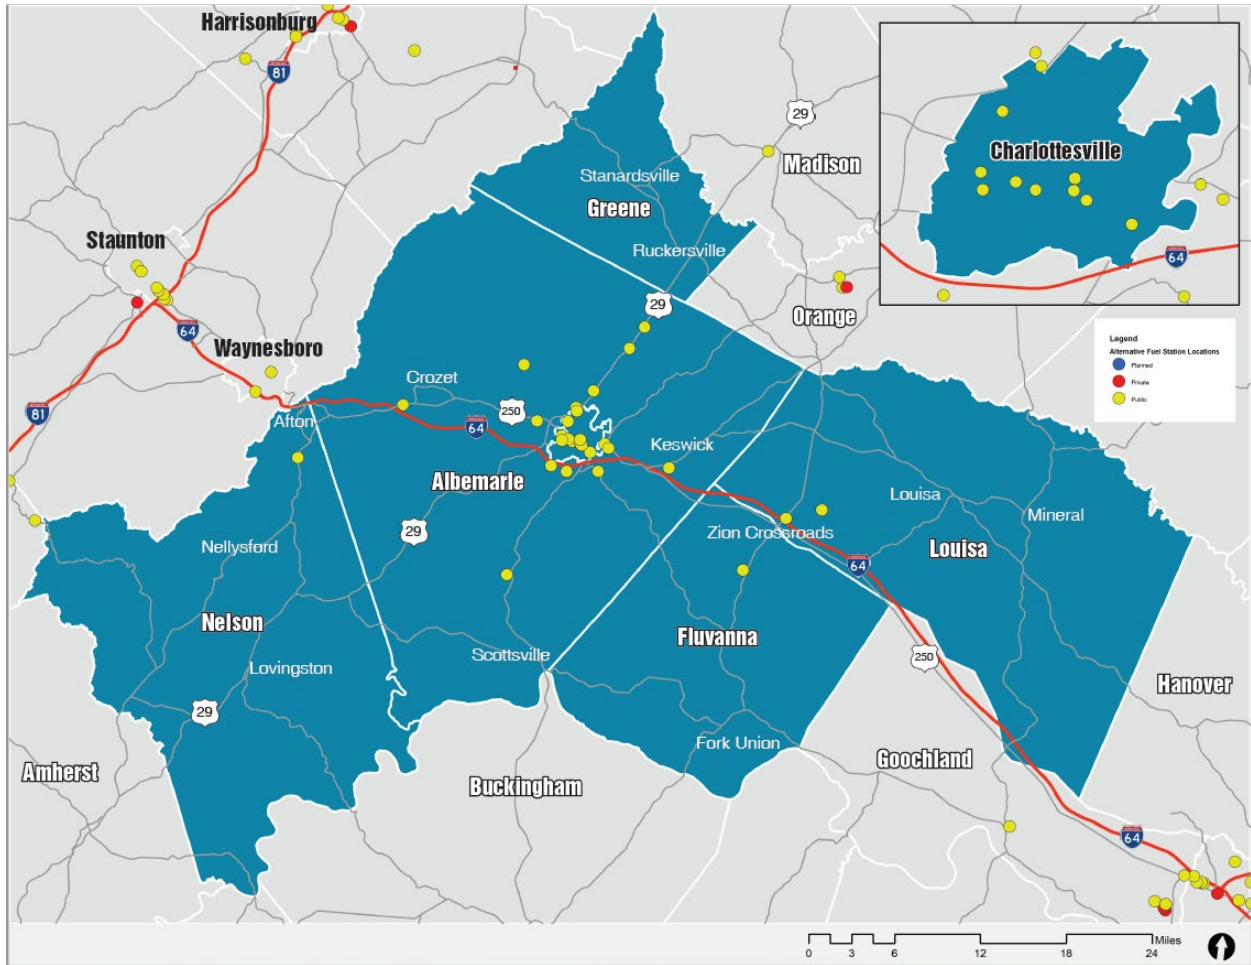 Harrisonburg
81
29
Madison
Charlottesville
64
Stanardsville
Greene
Staunton
Ruckersville
29
Orange
64
Waynesboro
Legend
Alternative Fuel Station Locations
Planned
Private
Public
Crozet
81
250
Afton
64
Keswick
Albemarle
Louisa
Mineral
29
Zion Crossroads
Nellysford
Louisa
64
Nelson
Fluvanna
Scottsville
250
Lovingston
Hanover
29
Fork Union
Goochland
Amherst
Buckingham
64
Miles
0 3 6 12 18 24